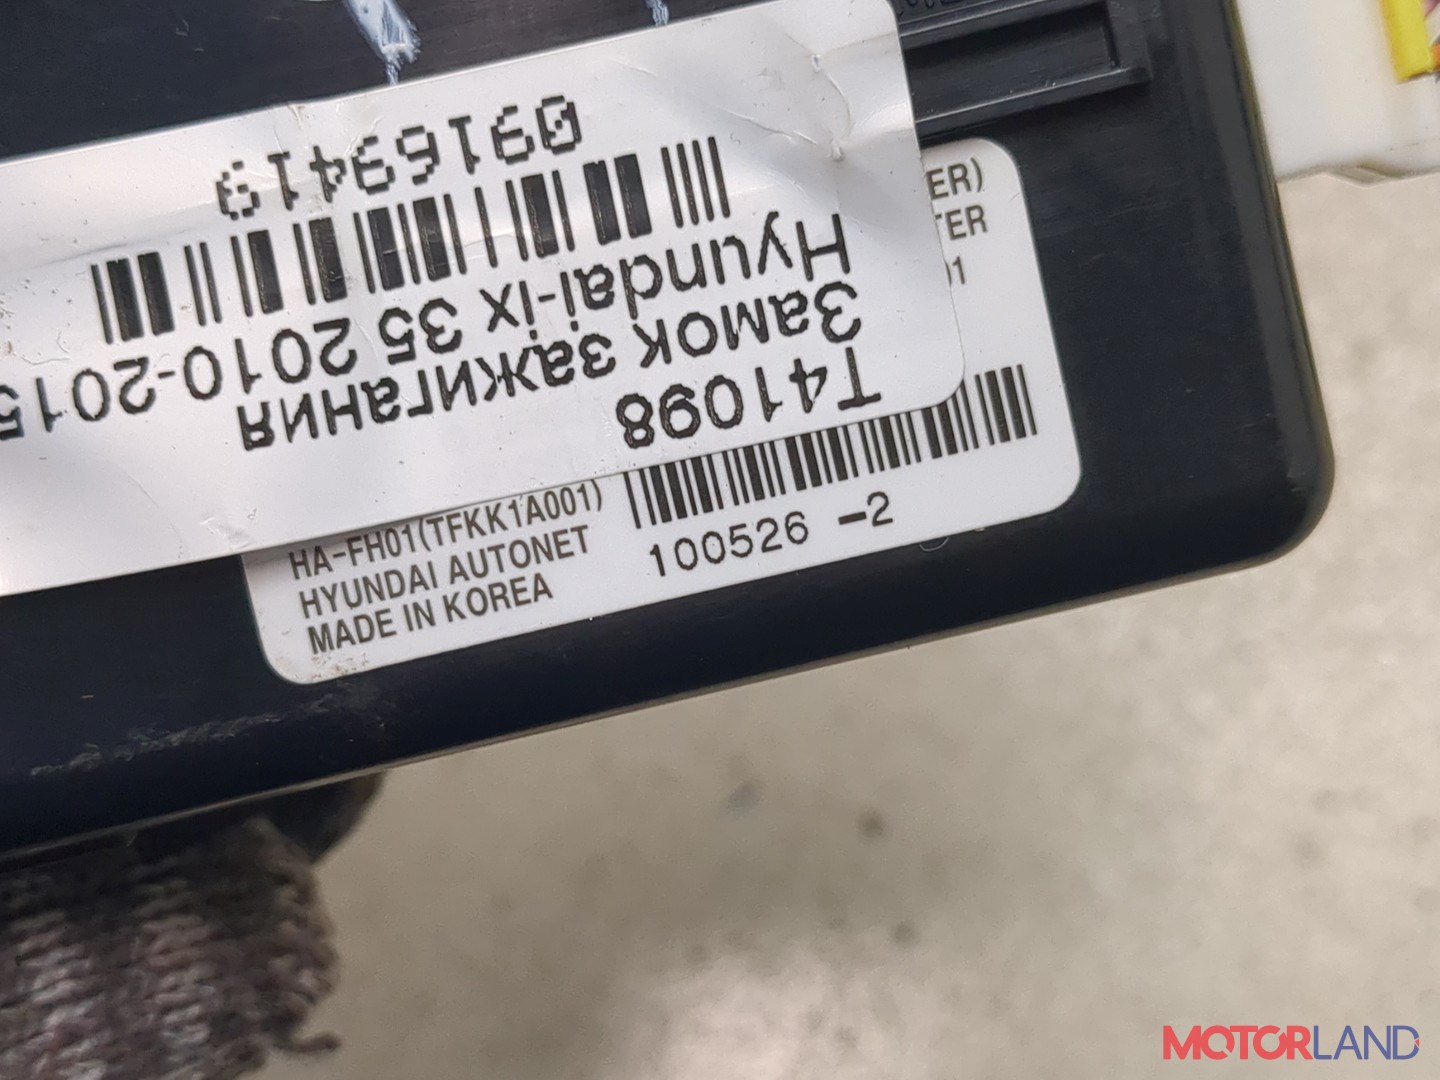 T41098
Замок зажигания
Hyundai-ix 35 2010-2015
09169419
HA-FH01(TFKK1A001)
HYUNDAI AUTONET
MADE IN KOREA
100526 -2
ER)
TER
MOTORLAND